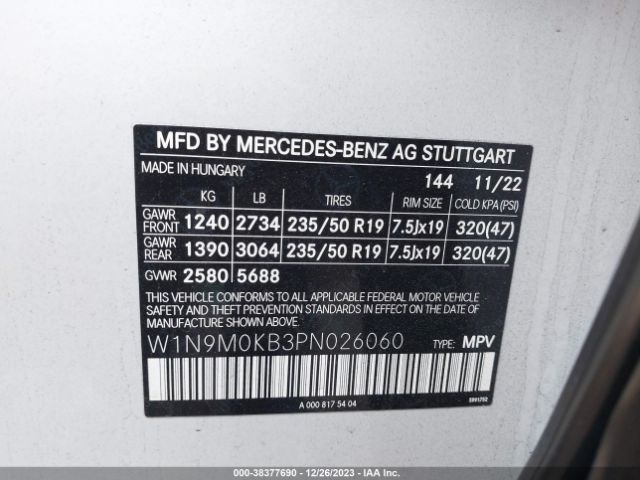 MFD BY MERCEDES-BENZ AG STUTTGART
MADE IN HUNGARY 144 11/22
KG LB TIRES RIM SIZE COLD KPA (PSI)
GAWR FRONT 1240 2734 235/50 R19 7.5Jx19 320(47)
GAWR REAR 1390 3064 235/50 R19 7.5Jx19 320(47)
GVWR 2580 5688
THIS VEHICLE CONFORMS TO ALL APPLICABLE FEDERAL MOTOR VEHICLE
SAFETY AND THEFT PREVENTION STANDARDS IN EFFECT ON THE DATE OF
MANUFACTURE SHOWN ABOVE.
W1N9M0KB3PN026060 TYPE: MPV
A 000 817 54 04
000-38377690 - 12/26/2023 - IAA Inc.